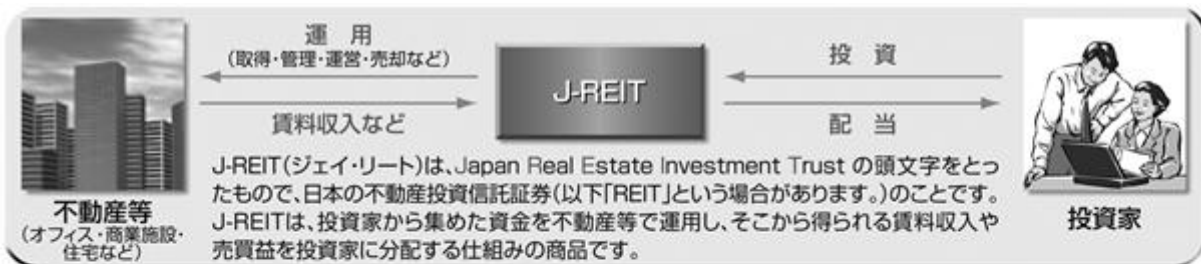 運 用
(取得・管理・運営・売却など)
賃料収入など
J-REIT
投 資
配 当
不動産等
(オフィス・商業施設・
住宅など)
J-REIT(ジェイ・リート)は、Japan Real Estate Investment Trust の頭文字をとっ
たもので、日本の不動産投資信託証券(以下「REIT」という場合があります。)のことです。
J-REITは、投資家から集めた資金を不動産等で運用し、そこから得られる賃料収入や
売買益を投資家に分配する仕組みの商品です。
投資家